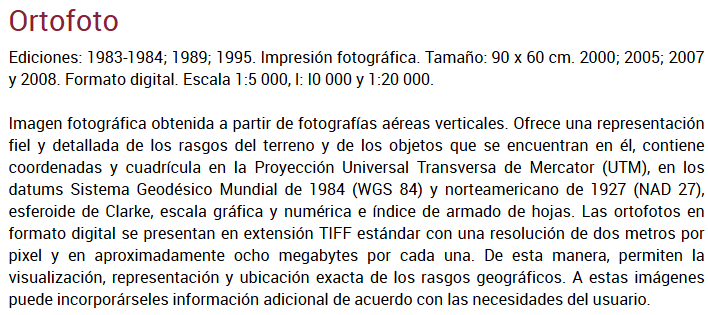 Ortofoto
Ediciones: 1983-1984; 1989; 1995. Impresión fotográfica. Tamaño: 90 x 60 cm. 2000; 2005; 2007
y 2008. Formato digital. Escala 1:5 000, l: l0 000 y 1:20 000.
Imagen fotográfica obtenida a partir de fotografías aéreas verticales. Ofrece una representación
fiel y detallada de los rasgos del terreno y de los objetos que se encuentran en él, contiene
coordenadas y cuadrícula en la Proyección Universal Transversa de Mercator (UTM), en los
datums Sistema Geodésico Mundial de 1984 (WGS 84) y norteamericano de 1927 (NAD 27),
esferoide de Clarke, escala gráfica y numérica e índice de armado de hojas. Las ortofotos en
formato digital se presentan en extensión TIFF estándar con una resolución de dos metros por
pixel y en aproximadamente ocho megabytes por cada una. De esta manera, permiten la
visualización, representación y ubicación exacta de los rasgos geográficos. A estas imágenes
puede incorporárseles información adicional de acuerdo con las necesidades del usuario.